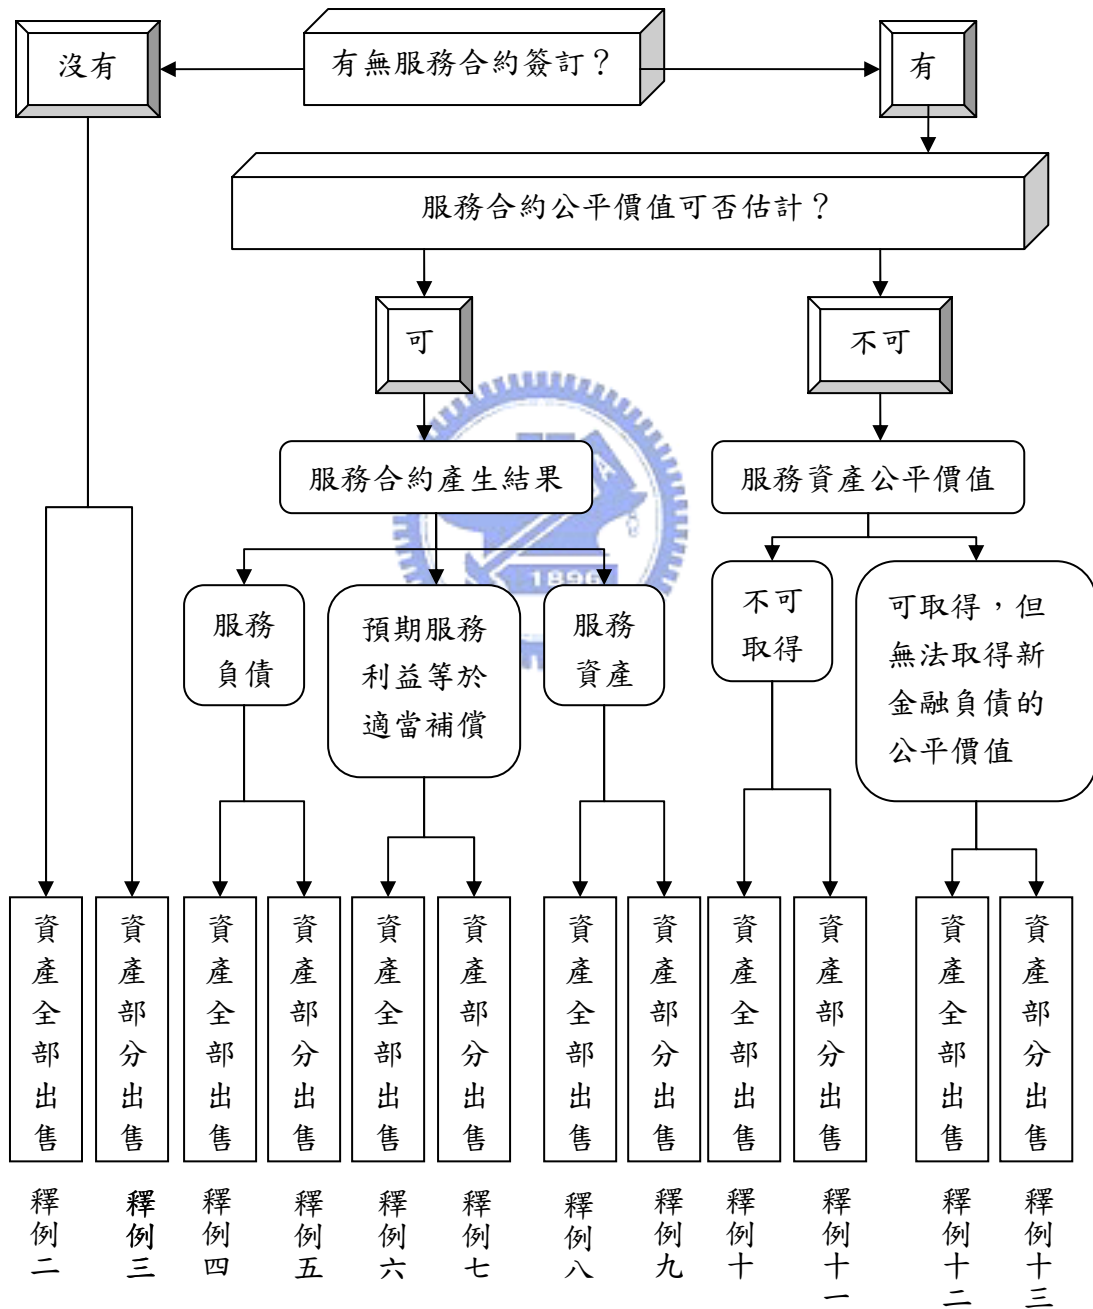 沒有
有無服務合約簽訂？
有
服務合約公平價值可否估計？
可
不可
服務合約產生結果
服務資產公平價值
服務
負債
預期服務
利益等於
適當補償
服務
資產
不可
取得
可取得，但
無法取得新
金融負債的
公平價值
1896
資產全部出售
資產部分出售
資產全部出售
資產部分出售
資產全部出售
資產部分出售
資產全部出售
資產部分出售
資產全部出售
資產部分出售
資產全部出售
資產部分出售
釋例二
釋例三
釋例四
釋例五
釋例六
釋例七
釋例八
釋例九
釋例十
釋例十一
釋例十二
釋例十三